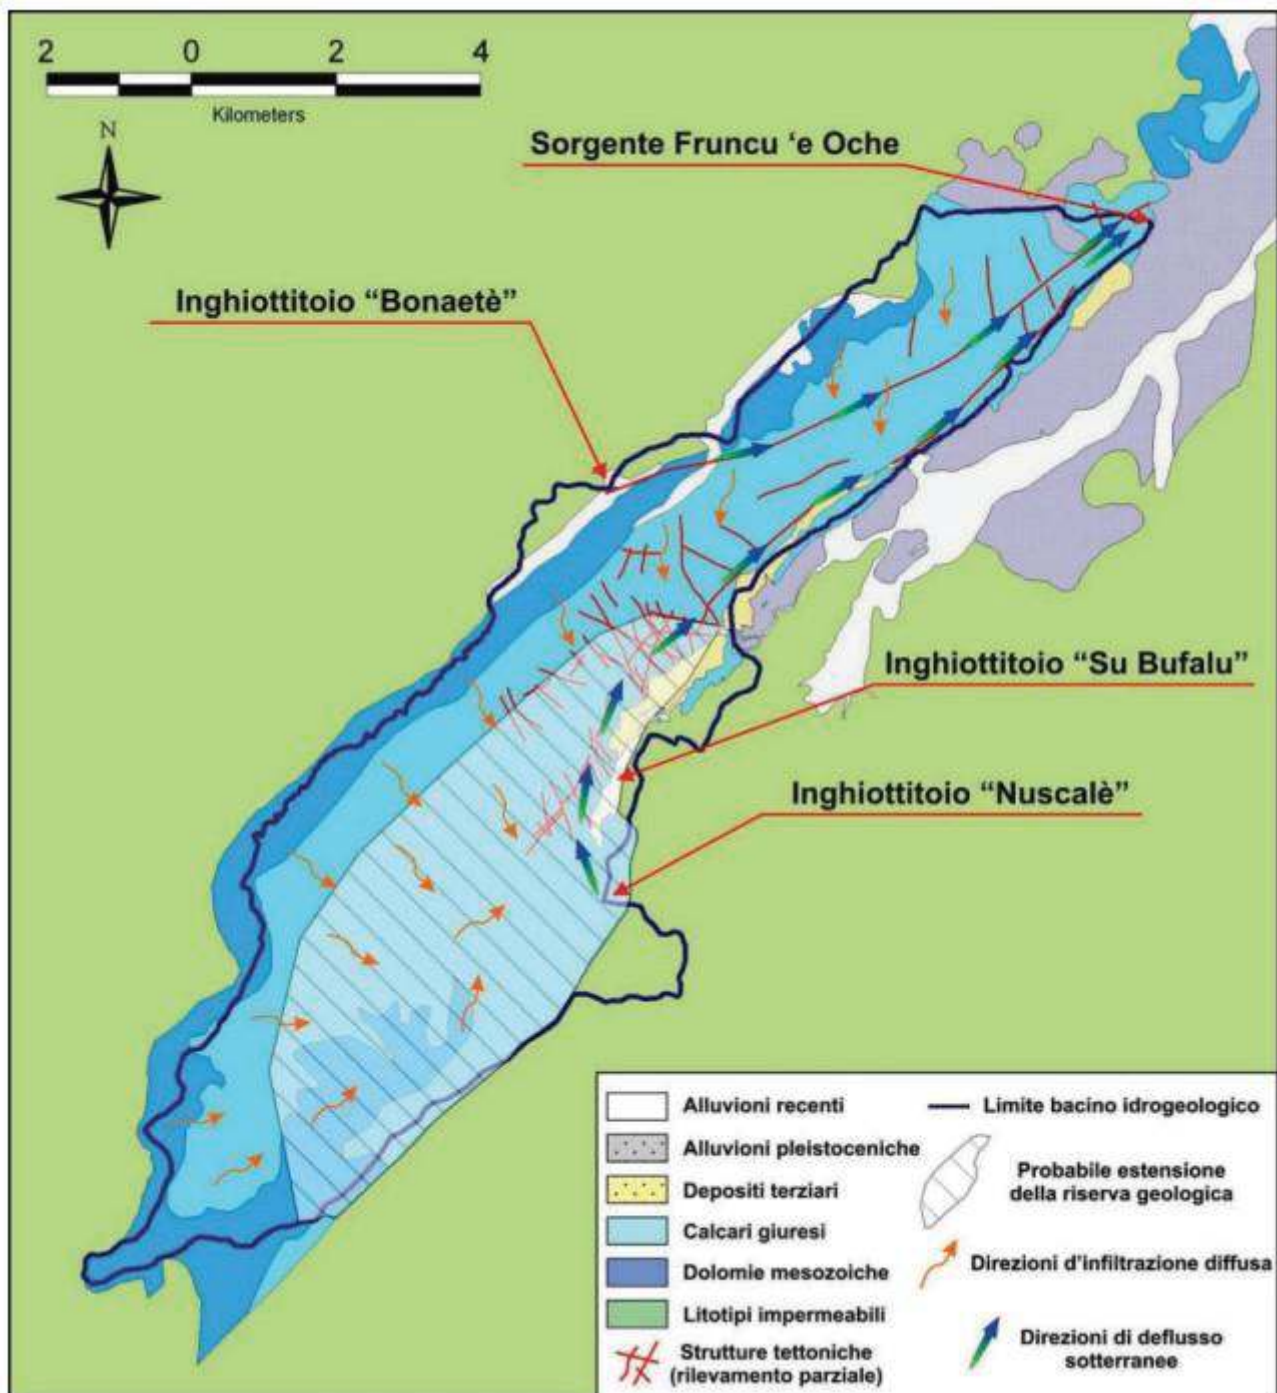 2 0 2 4
Kilometers
N
Sorgente Fruncu ‘e Oche
Inghiottitoio “Bonaetè”
Inghiottitoio “Su Bufalu”
Inghiottitoio “Nuscalè”
Alluvioni recenti
Alluvioni pleistoceniche
Depositi terziari
Calcari giuresi
Dolomie mesozoiche
Litotipi impermeabili
Strutture tettoniche
(rilevamento parziale)
Limite bacino idrogeologico
Probabile estensione
della riserva geologica
Direzioni d'infiltrazione diffusa
Direzioni di deflusso
sotterranee